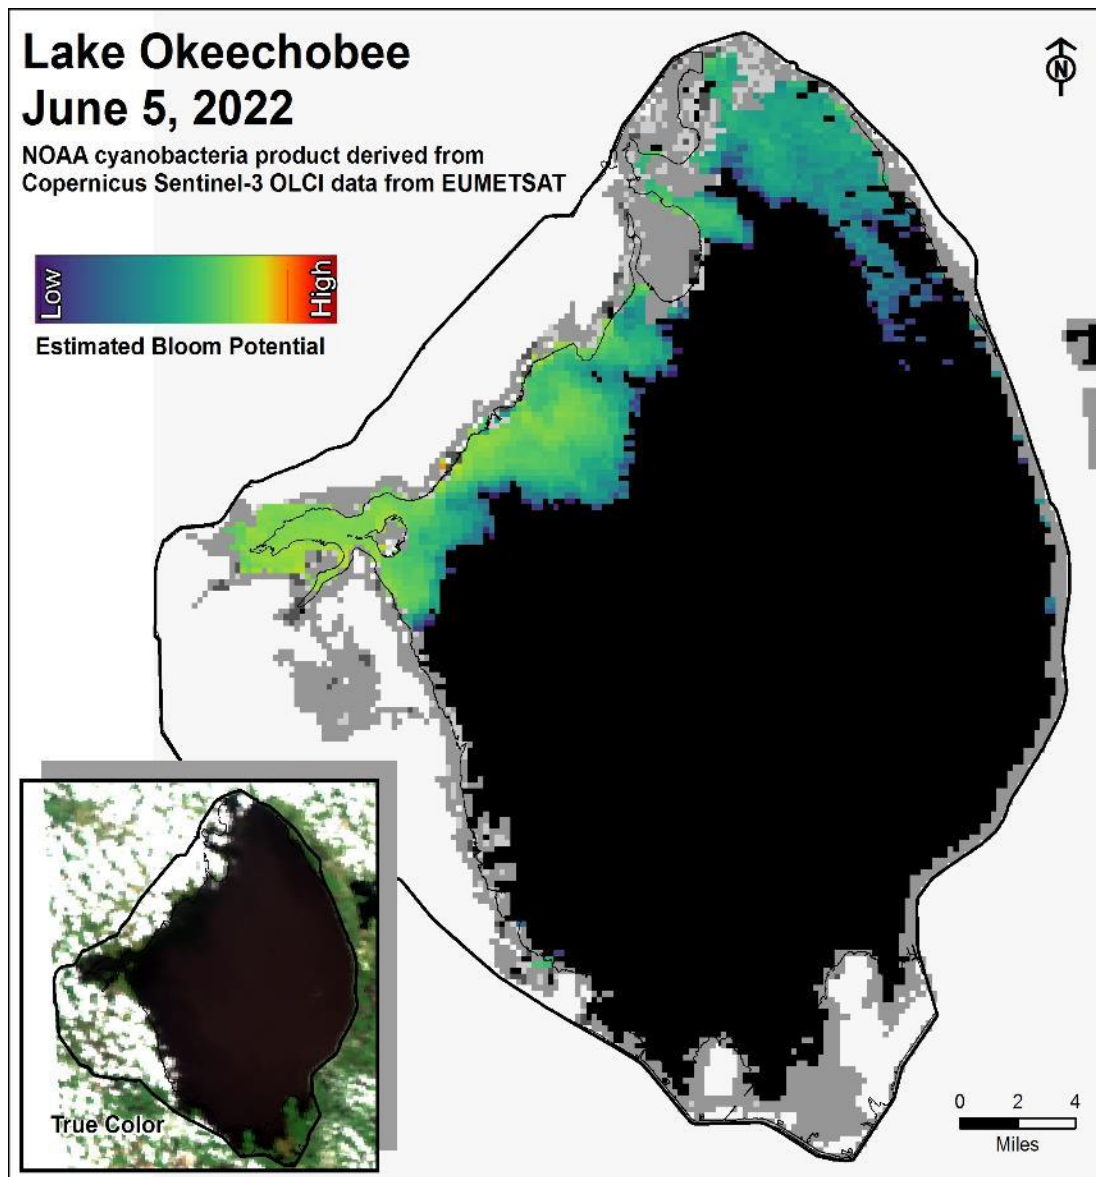 Lake Okeechobee
June 5, 2022
NOAA cyanobacteria product derived from
Copernicus Sentinel-3 OLCI data from EUMETSAT
N
Low
High
Estimated Bloom Potential
True Color
0 2 4
Miles